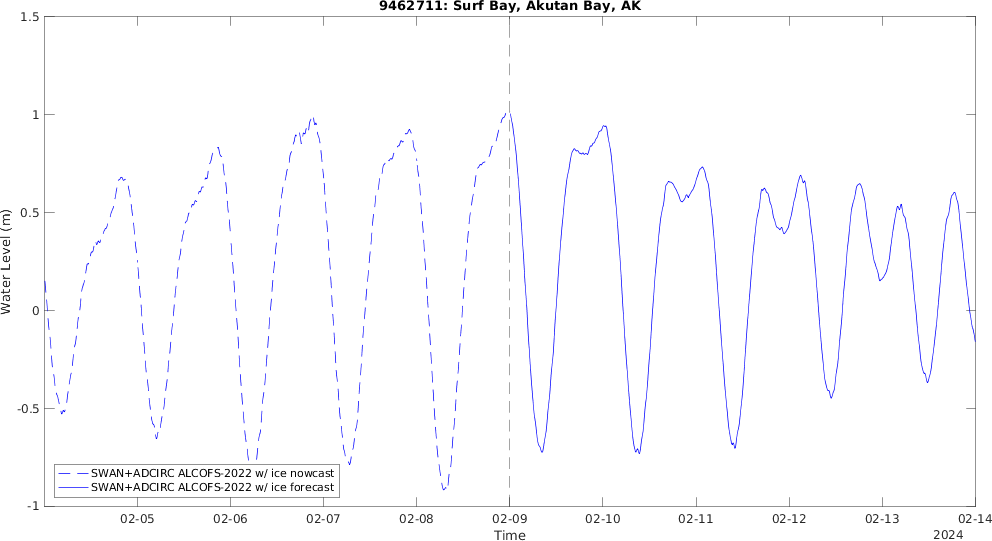 9462711: Surf Bay, Akutan Bay, AK
1.5
1
0.5
0
-0.5
-1
Water Level (m)
SWAN+ADCIRC ALCOFS-2022 w/ ice nowcast
SWAN+ADCIRC ALCOFS-2022 w/ ice forecast
02-05 02-06 02-07 02-08 02-09 02-10 02-11 02-12 02-13 02-14
Time
2024